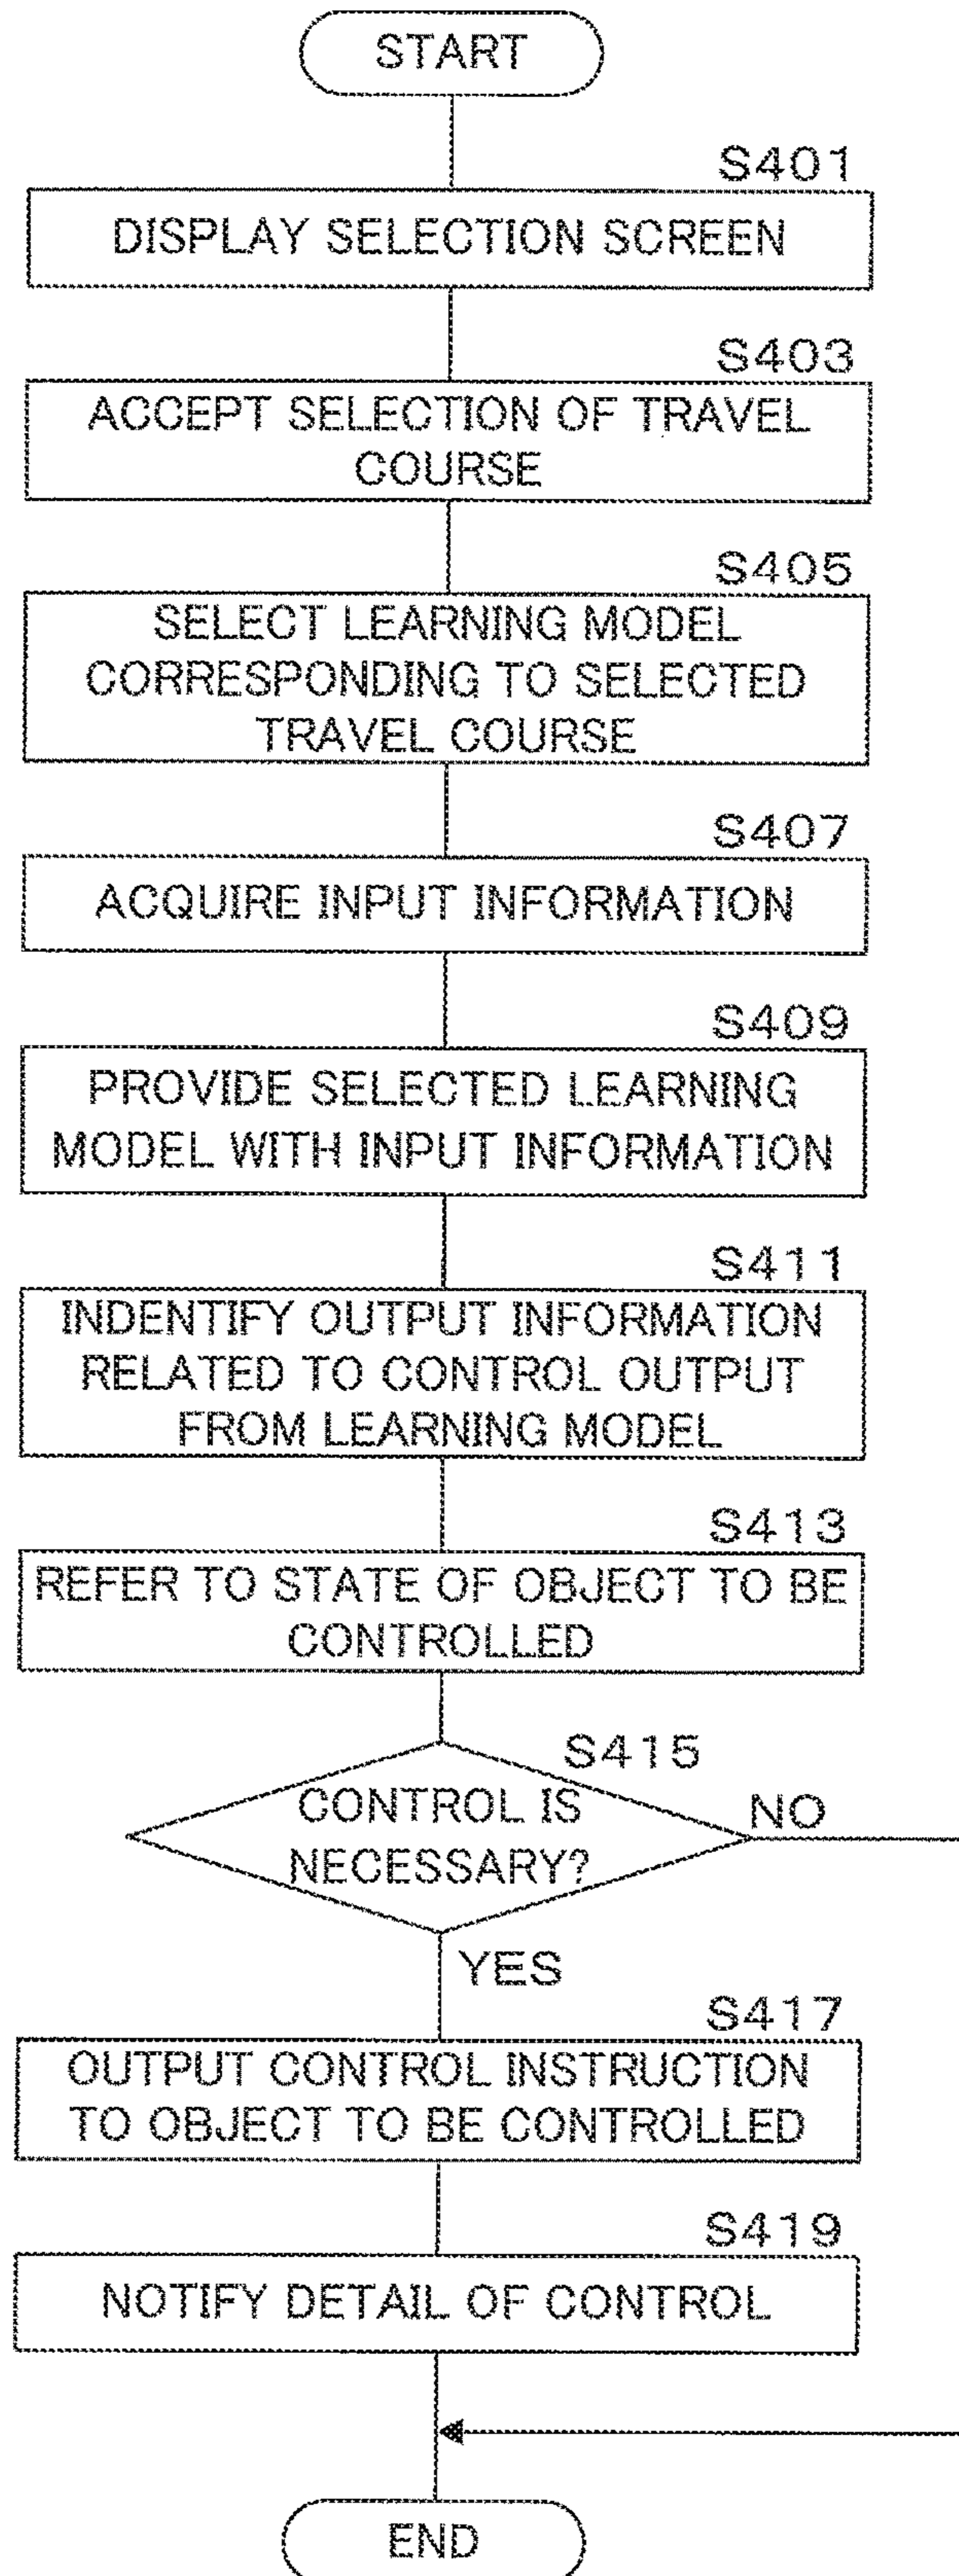 START
S401
DISPLAY SELECTION SCREEN
S403
ACCEPT SELECTION OF TRAVEL
COURSE
S405
SELECT LEARNING MODEL
CORRESPONDING TO SELECTED
TRAVEL COURSE
S407
ACQUIRE INPUT INFORMATION
S409
PROVIDE SELECTED LEARNING
MODEL WITH INPUT INFORMATION
S411
INDENTIFY OUTPUT INFORMATION
RELATED TO CONTROL OUTPUT
FROM LEARNING MODEL
S413
REFER TO STATE OF OBJECT TO BE
CONTROLLED
S415
CONTROL IS
NECESSARY?
NO
YES
S417
OUTPUT CONTROL INSTRUCTION
TO OBJECT TO BE CONTROLLED
S419
NOTIFY DETAIL OF CONTROL
END